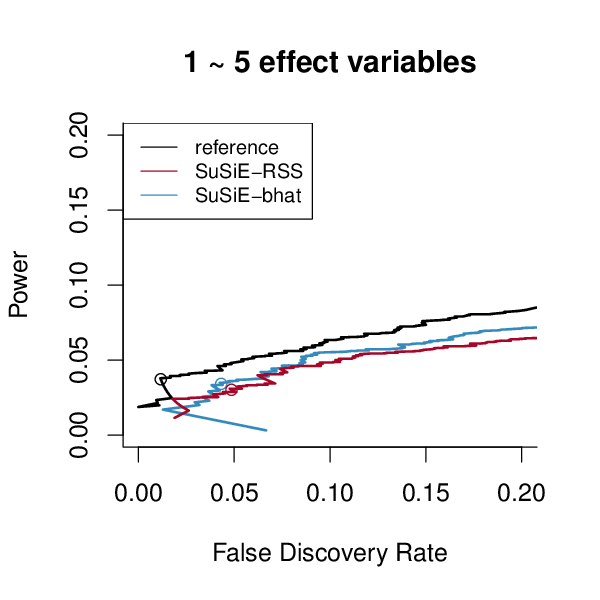 1 ~ 5 effect variables
reference
SuSiE−RSS
SuSiE−bhat
Power
0.20
0.15
0.10
0.05
0.00
0.00 0.05 0.10 0.15 0.20
False Discovery Rate